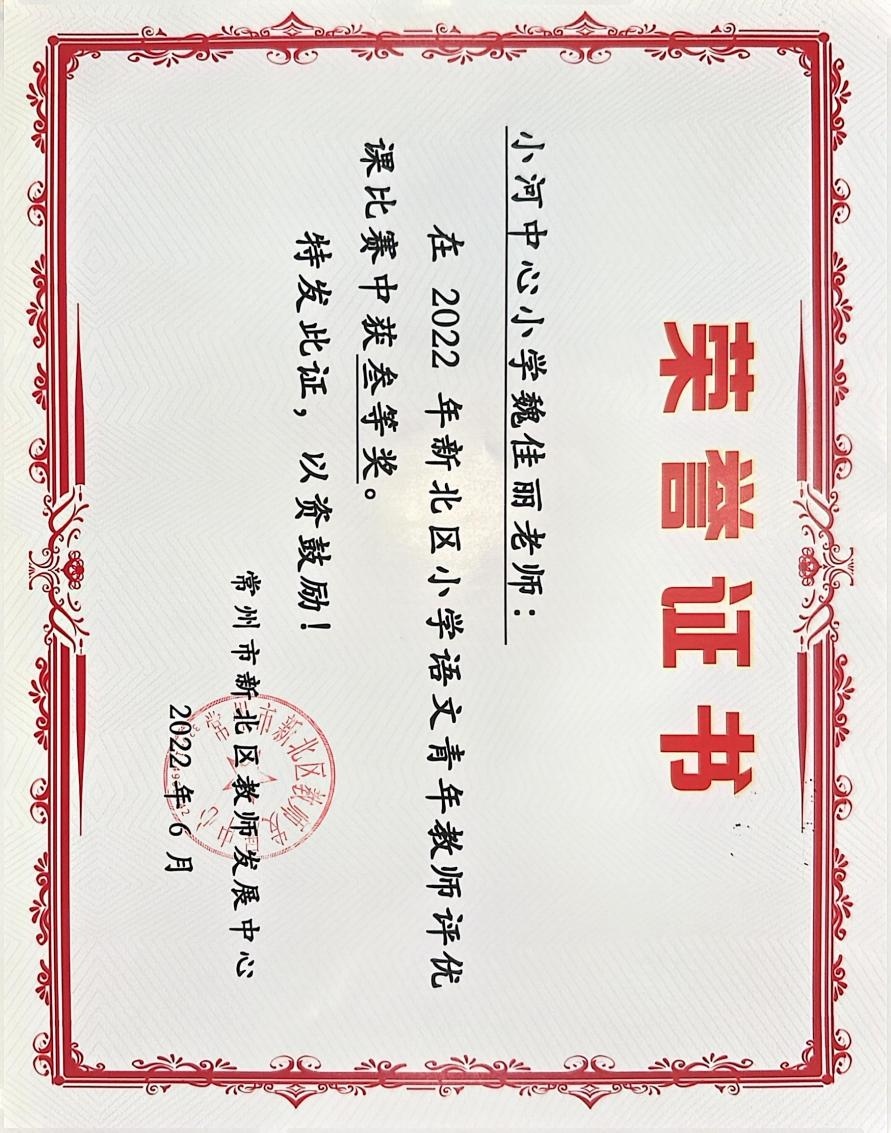 荣誉证书
小河中心小学魏佳丽老师：
在 2022 年新北区小学语文青年教师评优
课比赛中获叁等奖。
特发此证，以资鼓励！
常州市新北区教师发展中心
2022 年 6 月